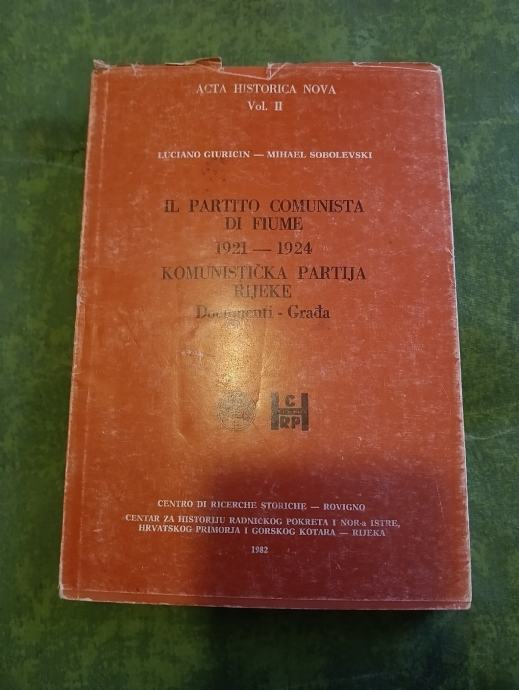 ACTA HISTORICA NOVA
Vol. II
LUCIANO GIURICIN — MIHAEL SOBOLEVSKI
IL PARTITO COMUNISTA
DI FIUME
1921 — 1924
KOMUNISTIČKA PARTIJA
RIJEKE
Documenti - Građa
C
RP
CENTRO DI RICERCHE STORICHE — ROVIGNO
CENTAR ZA HISTORIJU RADNIČKOG POKRETA I NOR-a ISTRE,
HRVATSKOG PRIMORJA I GORSKOG KOTARA — RIJEKA
1982